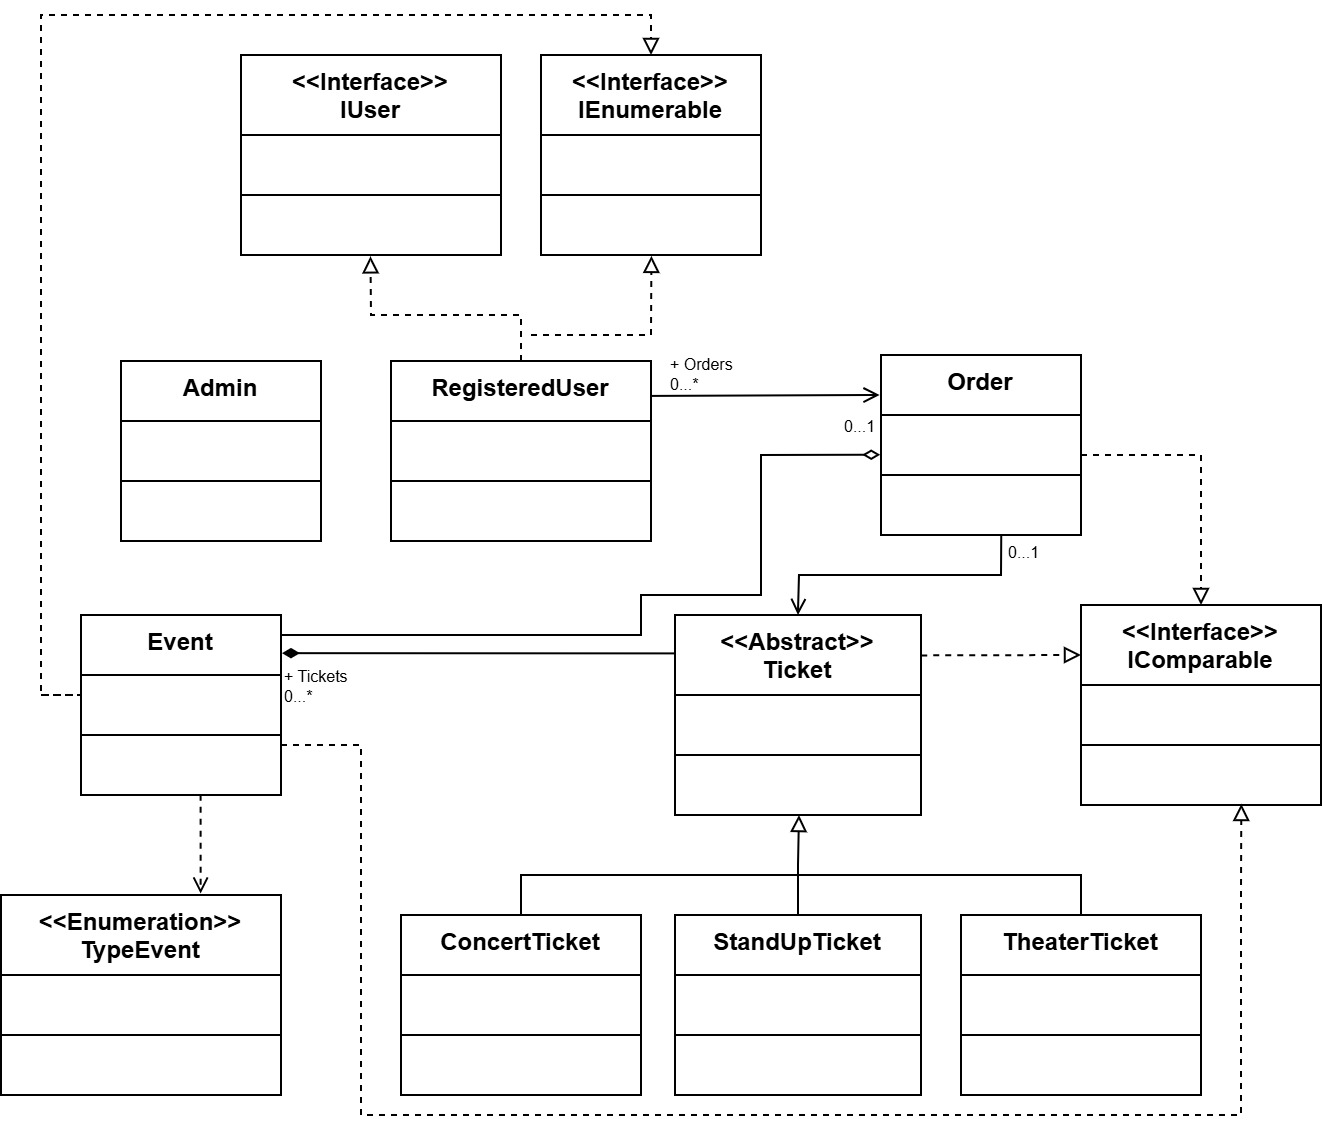 <<Interface>>
IUser
<<Interface>>
IEnumerable
Admin
RegisteredUser
+ Orders
0...*
Order
0...1
0...1
Event
+ Tickets
0...*
<<Abstract>>
Ticket
<<Interface>>
IComparable
<<Enumeration>>
TypeEvent
ConcertTicket
StandUpTicket
TheaterTicket